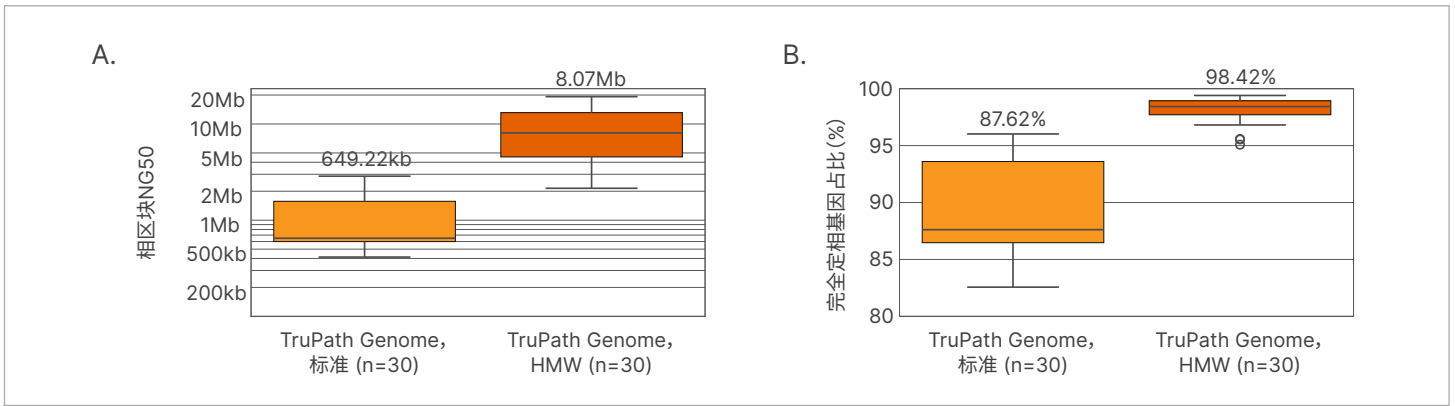 A.
相区块NG50
20Mb
10Mb
5Mb
2Mb
1Mb
500kb
200kb
649.22kb
8.07Mb
TruPath Genome，
标准 (n=30)
TruPath Genome，
HMW (n=30)
B.
完全定相基因占比(%)
100
95
90
85
80
87.62%
98.42%
TruPath Genome，
标准 (n=30)
TruPath Genome，
HMW (n=30)